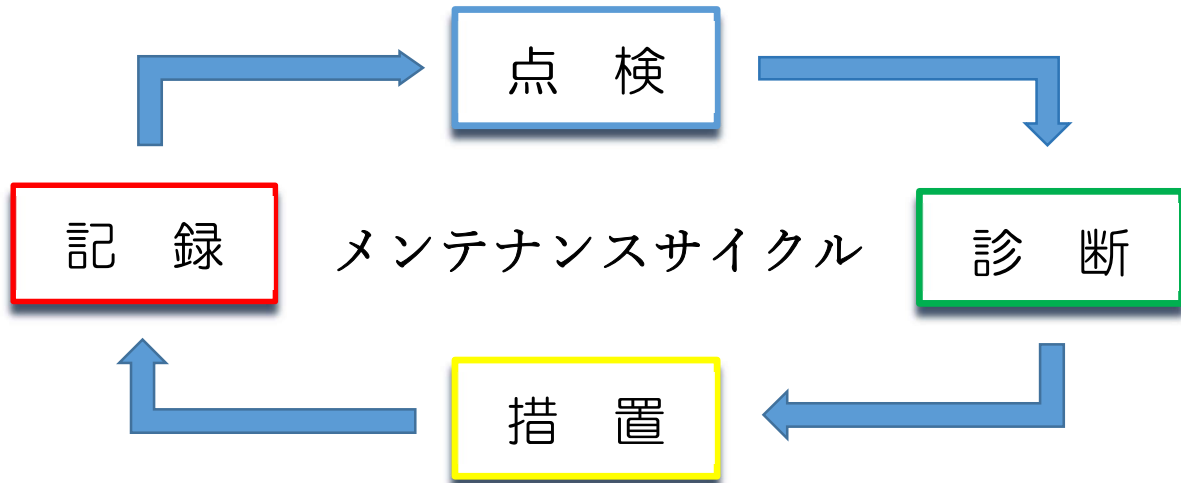 点 検
記 録
メンテナンスサイクル
診 断
措 置